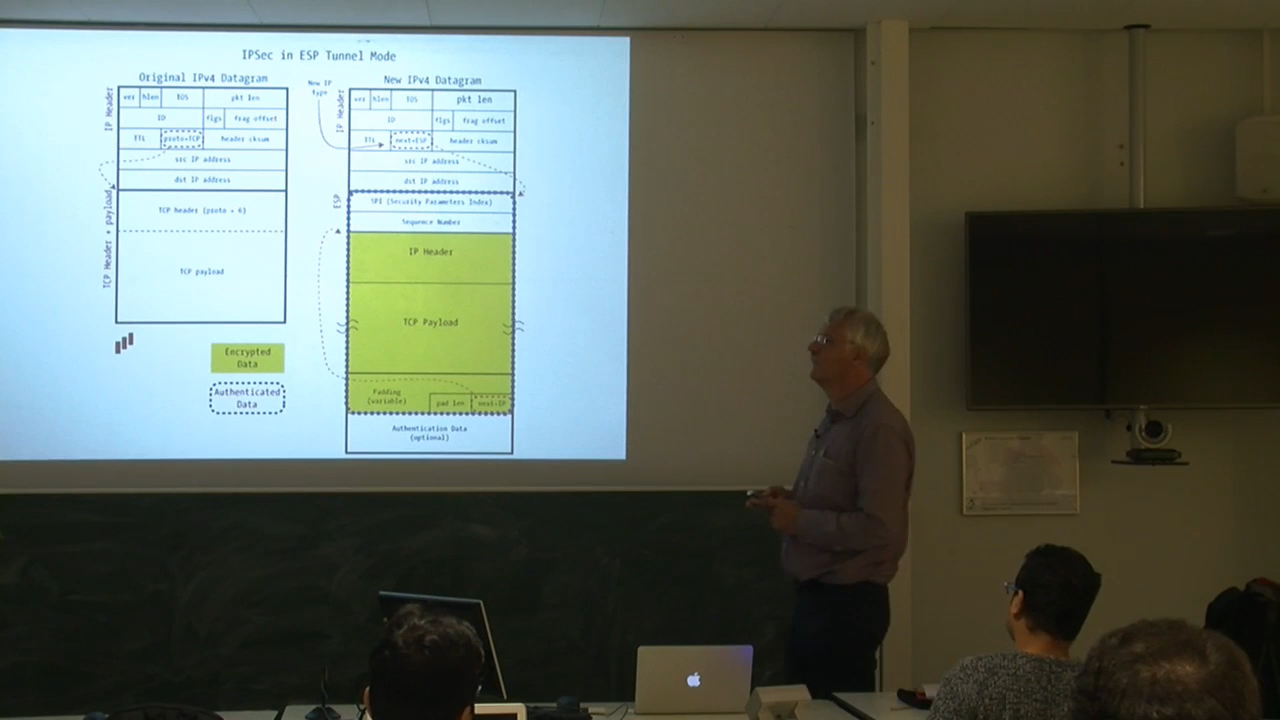 IPSec in ESP Tunnel Mode
Original IPv4 Datagram
IP Header
ver hlen TOS pkt len
ID flgs frag offset
TTL proto=TCP header cksum
src IP address
dst IP address
TCP Header + payload
TCP header (proto = 6)
TCP payload
Encrypted
Data
Authenticated
Data
New IP
type
New IPv4 Datagram
IP Header
ver hlen TOS pkt len
ID flgs frag offset
TTL next=ESP header cksum
src IP address
dst IP address
ESP
SPI (Security Parameters Index)
Sequence Number
IP Header
TCP Payload
Padding
(variable)
pad len next=IP
Authentication Data
(optional)